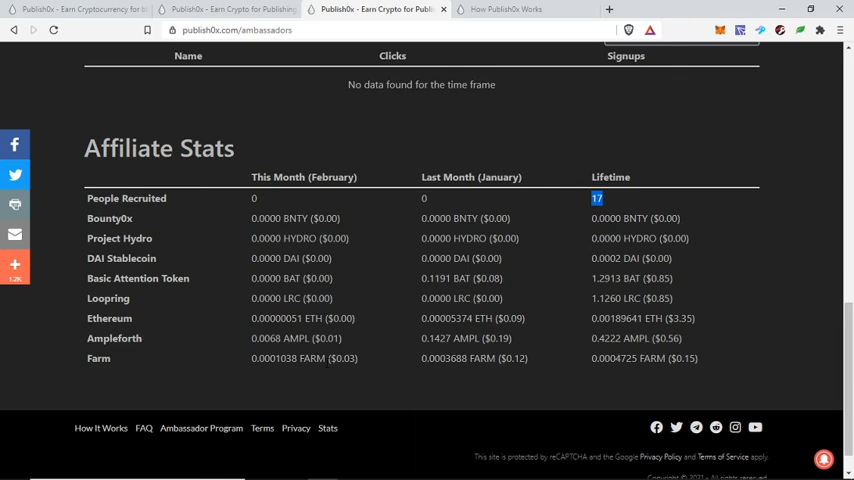 Publish0x - Earn Cryptocurrency for b
Publish0x - Earn Crypto for Publishing
Publish0x - Earn Crypto for Publi
How Publish0x Works
publish0x.com/ambassadors
Name Clicks Signups
No data found for the time frame
Affiliate Stats
This Month (February) Last Month (January) Lifetime
People Recruited 0 0 17
Bounty0x 0.0000 BNTY ($0.00) 0.0000 BNTY ($0.00) 0.0000 BNTY ($0.00)
Project Hydro 0.0000 HYDRO ($0.00) 0.0000 HYDRO ($0.00) 0.0000 HYDRO ($0.00)
DAI Stablecoin 0.0000 DAI ($0.00) 0.0000 DAI ($0.00) 0.0002 DAI ($0.00)
Basic Attention Token 0.0000 BAT ($0.00) 0.1191 BAT ($0.08) 1.2913 BAT ($0.85)
Loopring 0.0000 LRC ($0.00) 0.0000 LRC ($0.00) 1.1260 LRC ($0.85)
Ethereum 0.00000051 ETH ($0.00) 0.00005374 ETH ($0.09) 0.00189641 ETH ($3.35)
Ampleforth 0.0068 AMPL ($0.01) 0.1427 AMPL ($0.19) 0.4222 AMPL ($0.56)
Farm 0.0001038 FARM ($0.03) 0.0003688 FARM ($0.12) 0.0004725 FARM ($0.15)
1.2K
How It Works FAQ Ambassador Program Terms Privacy Stats
This site is protected by reCAPTCHA and the Google Privacy Policy and Terms of Service apply.
Copyright © 2021 - All rights reserved.